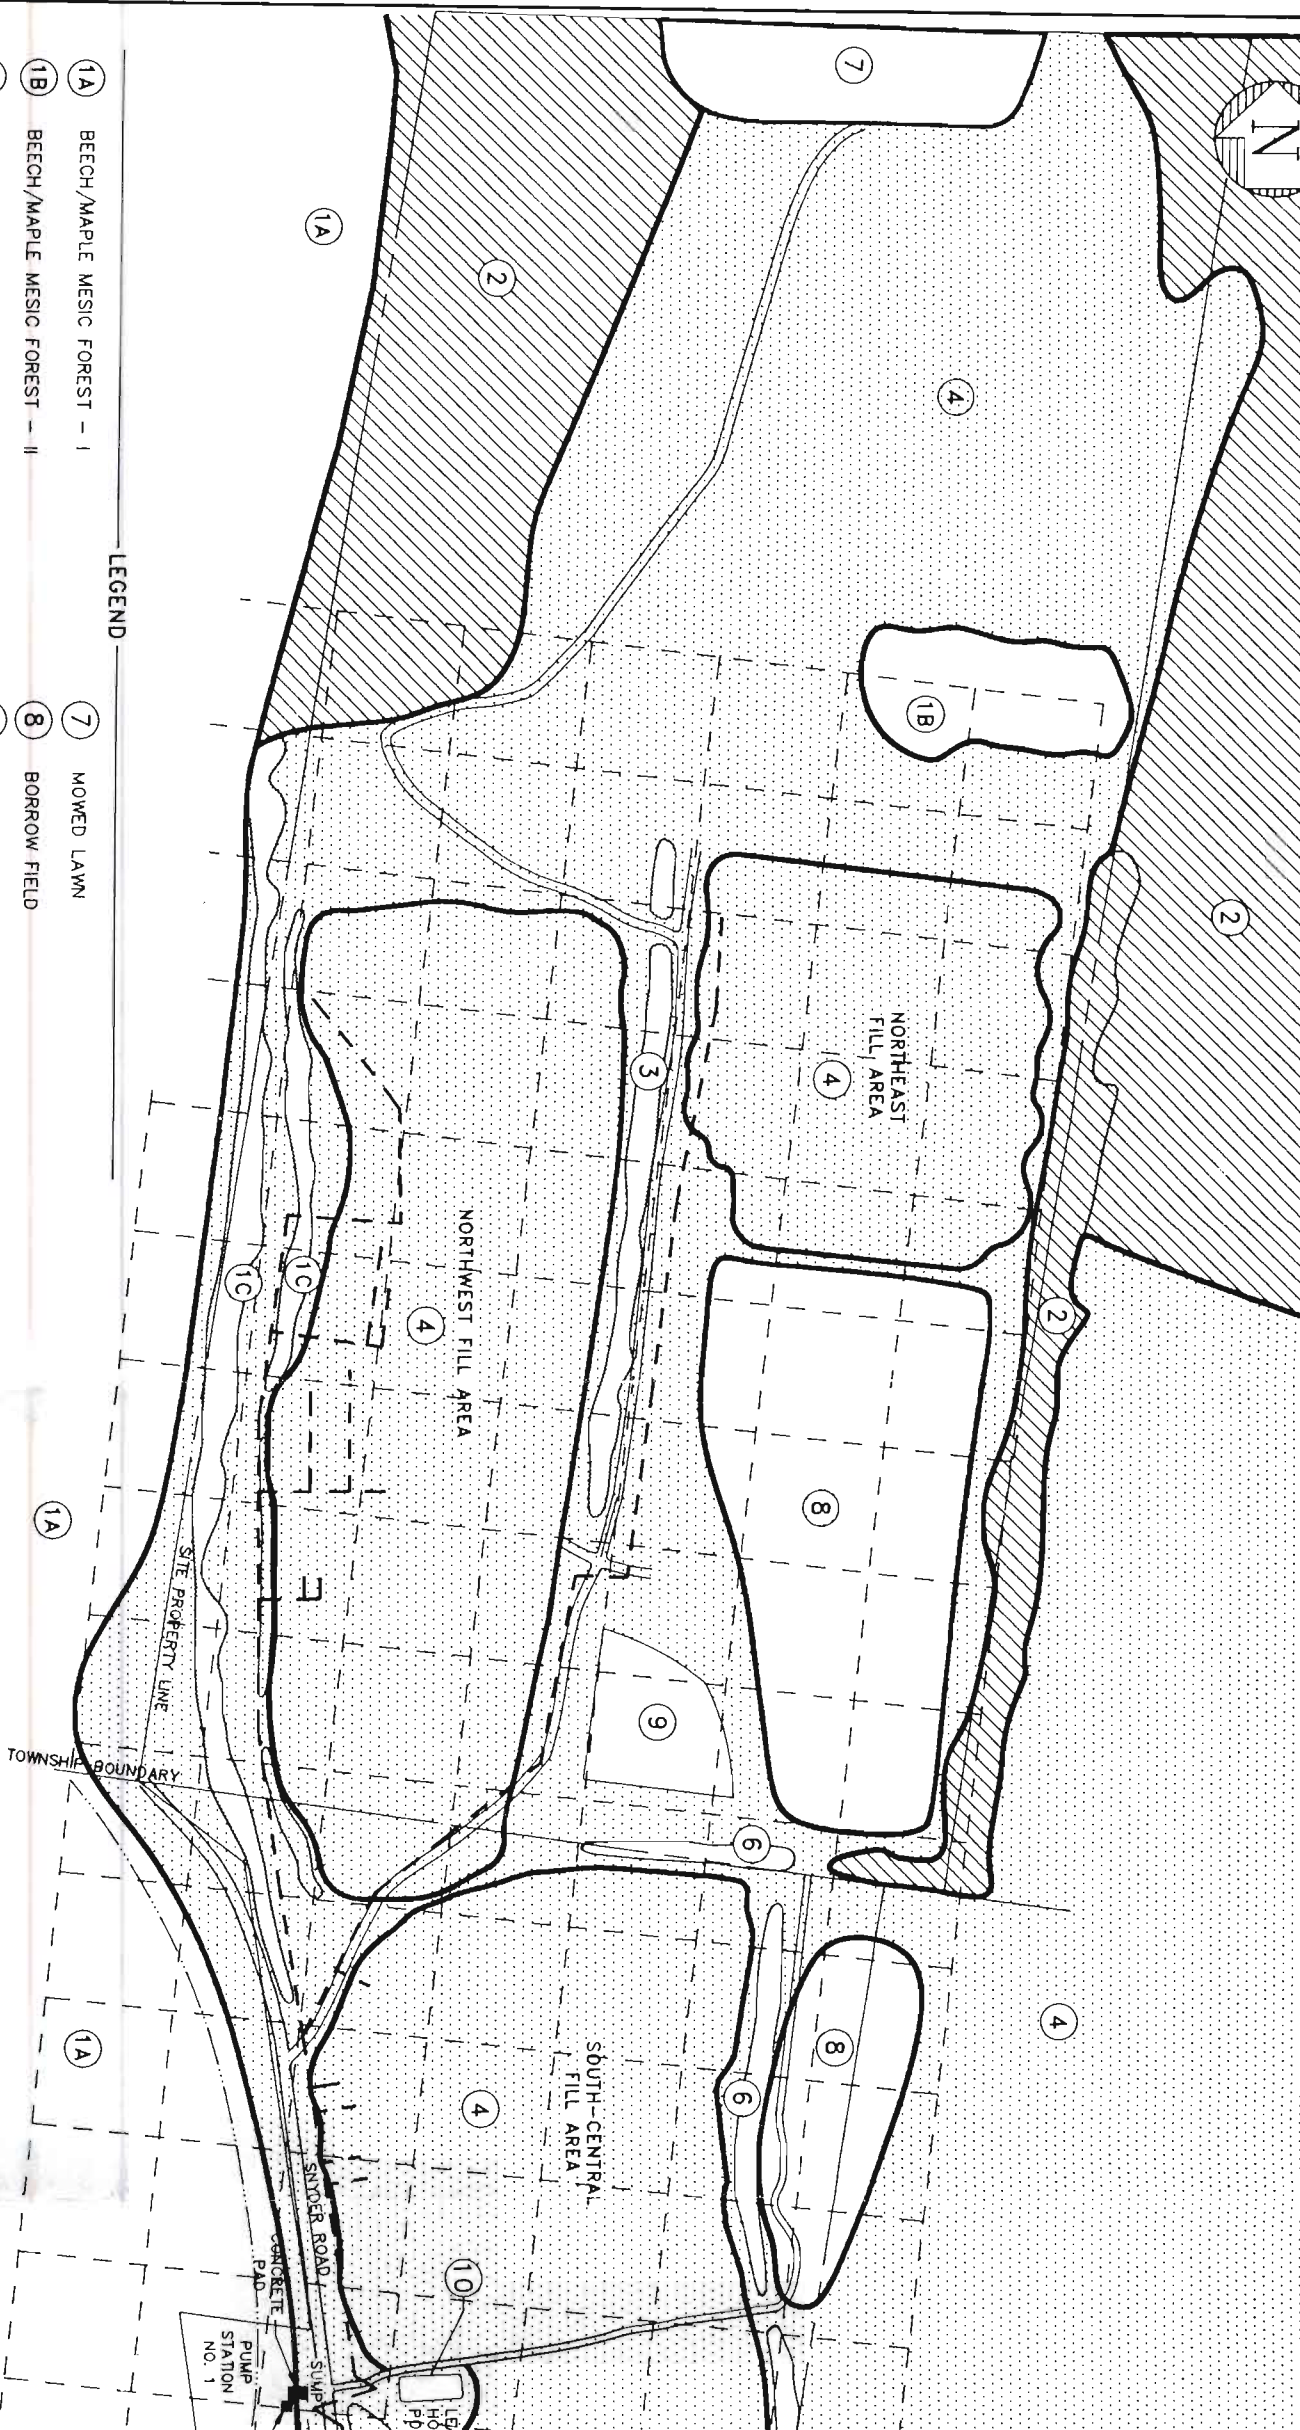 N
7
1A
2
4
1B
2
NORTHEAST
FILL AREA
4
3
1C
1C
NORTHWEST FILL AREA
4
2
8
1A
SITE PROPERTY LINE
9
TOWNSHIP BOUNDARY
6
8
4
6
1A
SOUTH-CENTRAL
FILL AREA
4
SNYDER ROAD
CONCRETE
PAD
10
PUMP
STATION
NO. 1
SUMP
LEGEND
1A BEECH/MAPLE MESIC FOREST - I
1B BEECH/MAPLE MESIC FOREST - II
7 MOWED LAWN
8 BORROW FIELD